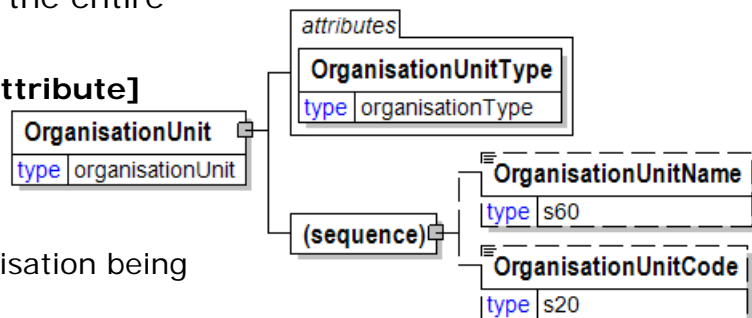 the entire
attributes
OrganisationUnitType
type organisationType
ttribute]
OrganisationUnit
type organisationUnit
OrganisationUnitName
type s60
(sequence)
isation being
OrganisationUnitCode
type s20